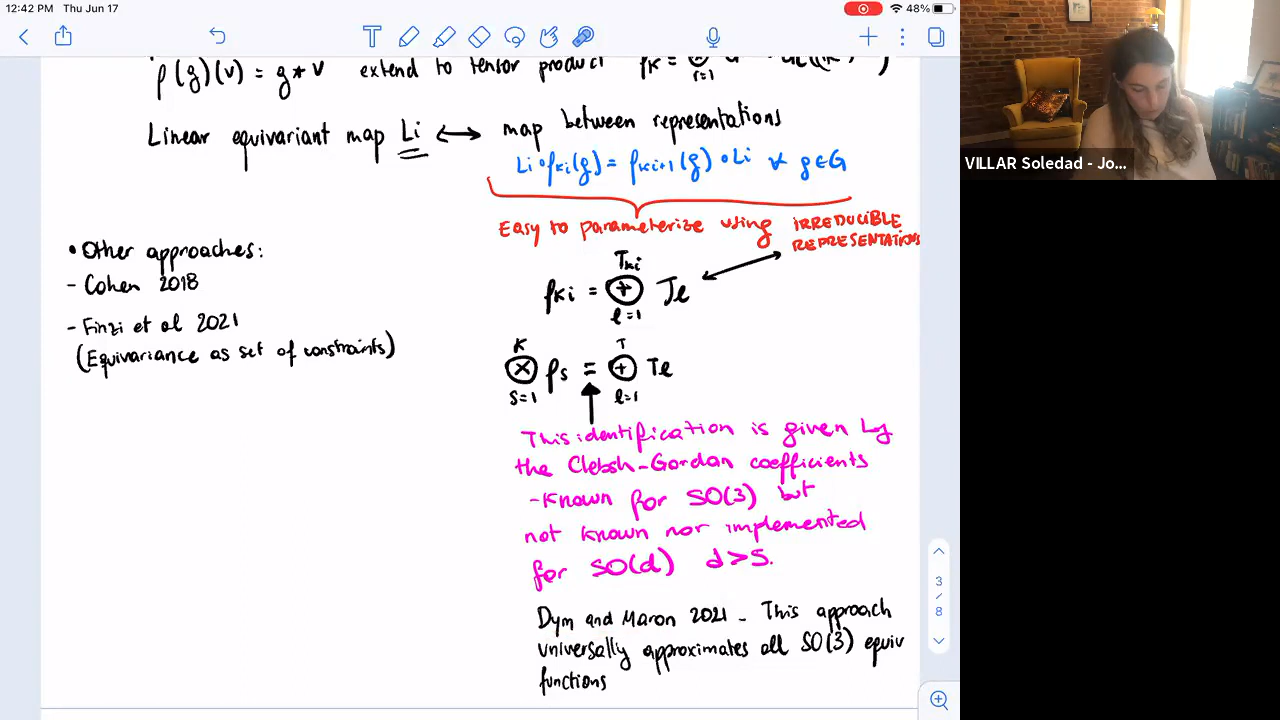 12:42 PM Thu Jun 17
48%
ρ(g)(v) = g * v extend to tensor product
Linear equivariant map Li ↔ map between representations
Li∘ρki(g) = ρki+1(g)∘Li ∀ g∈G
Easy to parameterize using IRREDUCIBLE
REPRESENTATIONS
• Other approaches:
- Cohen 2018
- Finzi et al 2021
(Equivariance as set of constraints)
Tki
ρki = ⊕ Tl
l=1
K T
⊗ ρs = ⊕ Tl
s=1 l=1
This identification is given by
the Clebsh-Gordan coefficients
- Known for SO(3) but
not known nor implemented
for SO(d) d>5.
Dym and Maron 2021 - This approach
universally approximates all SO(3) equiv
functions
3
/
8
VILLAR Soledad - Jo...